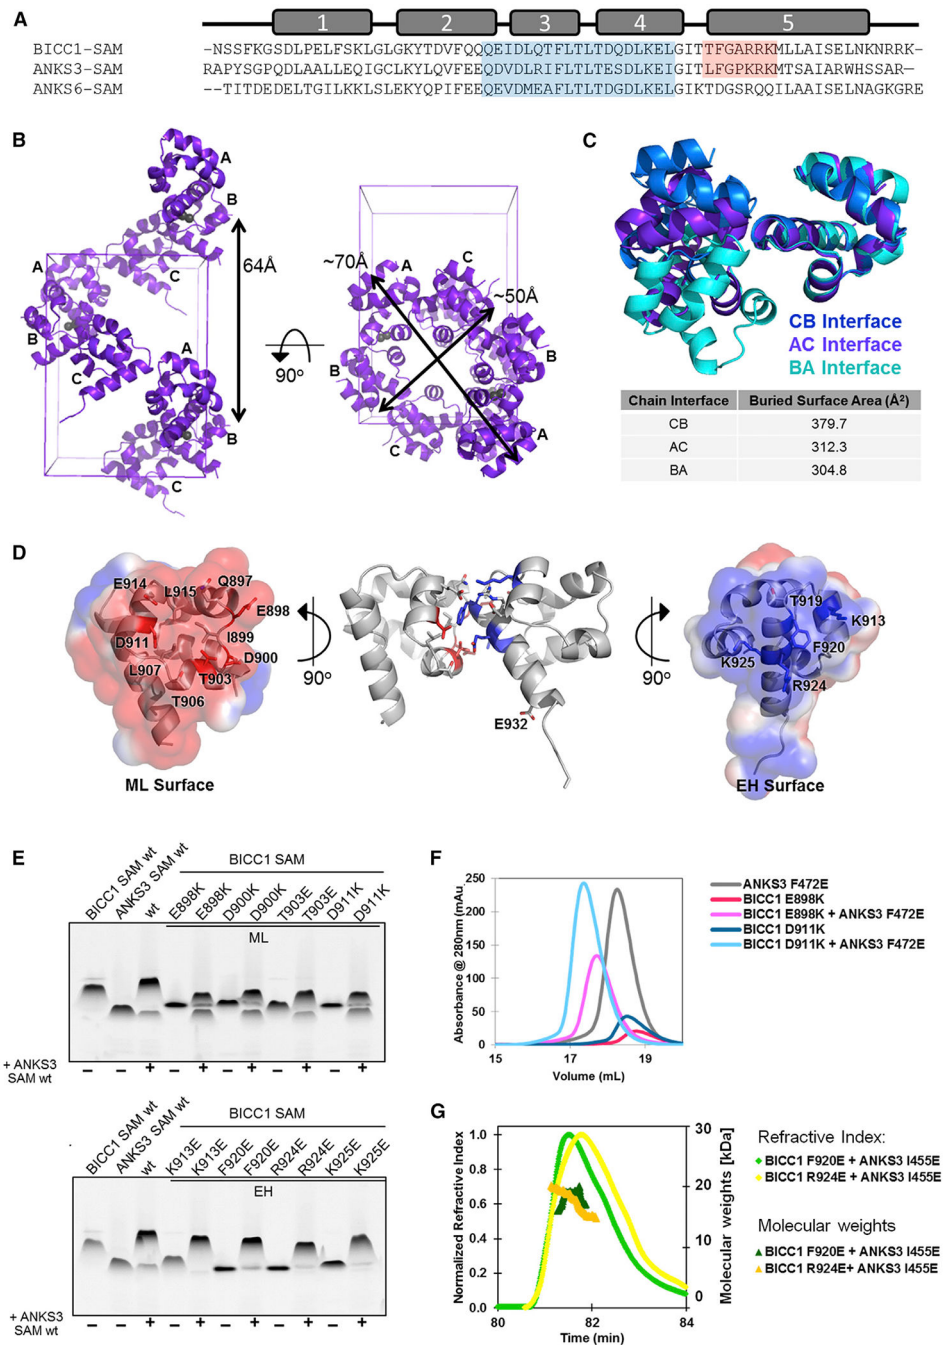 A
1 2 3 4 5
BICC1-SAM -NSSFKGSDLPELFSKLGLGKYTDVFQQQEIDLQTFLTLTDQDLKELGITTFGARRKMLLAISELNKNRRK-
ANKS3-SAM RAPYSGPQDLAALLEQIGCLKYLQVFEEQDVDLRIFLTLTESDLKEIGITLFGPKRKMTSAIARWHSSAR-
ANKS6-SAM --TITDEDELTGILKKLSLEKYQPIFEEQEVDMEAFLTLTDGDLKELGIKTDGSRQQILAAISELNAGKGRE
B
A
B
C
A
B
C
A
B
C
64Å
90°
~70Å
~50Å
A
C
B
B
C
A
C
CB Interface
AC Interface
BA Interface
Chain Interface Buried Surface Area (Å²)
CB 379.7
AC 312.3
BA 304.8
D
E914
L915
Q897
E898
I899
D911
D900
L907
T903
T906
ML Surface
90°
E932
90°
T919
K913
F920
K925
R924
EH Surface
E
BICC1 SAM
BICC1 SAM wt
ANKS3 SAM wt
wt
E898K
E898K
D900K
D900K
T903E
T903E
D911K
D911K
ML
+ ANKS3 SAM wt
− − + − + − + − + − +
BICC1 SAM
BICC1 SAM wt
ANKS3 SAM wt
wt
K913E
K913E
F920E
F920E
R924E
R924E
K925E
K925E
EH
+ ANKS3 SAM wt
− − + − + − + − + − +
F
Absorbance @ 280nm (mAu)
250
200
150
100
50
0
15 17 19
Volume (mL)
ANKS3 F472E
BICC1 E898K
BICC1 E898K + ANKS3 F472E
BICC1 D911K
BICC1 D911K + ANKS3 F472E
G
Normalized Refractive Index
1.0
0.8
0.6
0.4
0.2
0.0
80 82 84
Time (min)
30
20
10
0
Molecular weights [kDa]
Refractive Index:
BICC1 F920E + ANKS3 I455E
BICC1 R924E + ANKS3 I455E
Molecular weights
BICC1 F920E + ANKS3 I455E
BICC1 R924E+ ANKS3 I455E